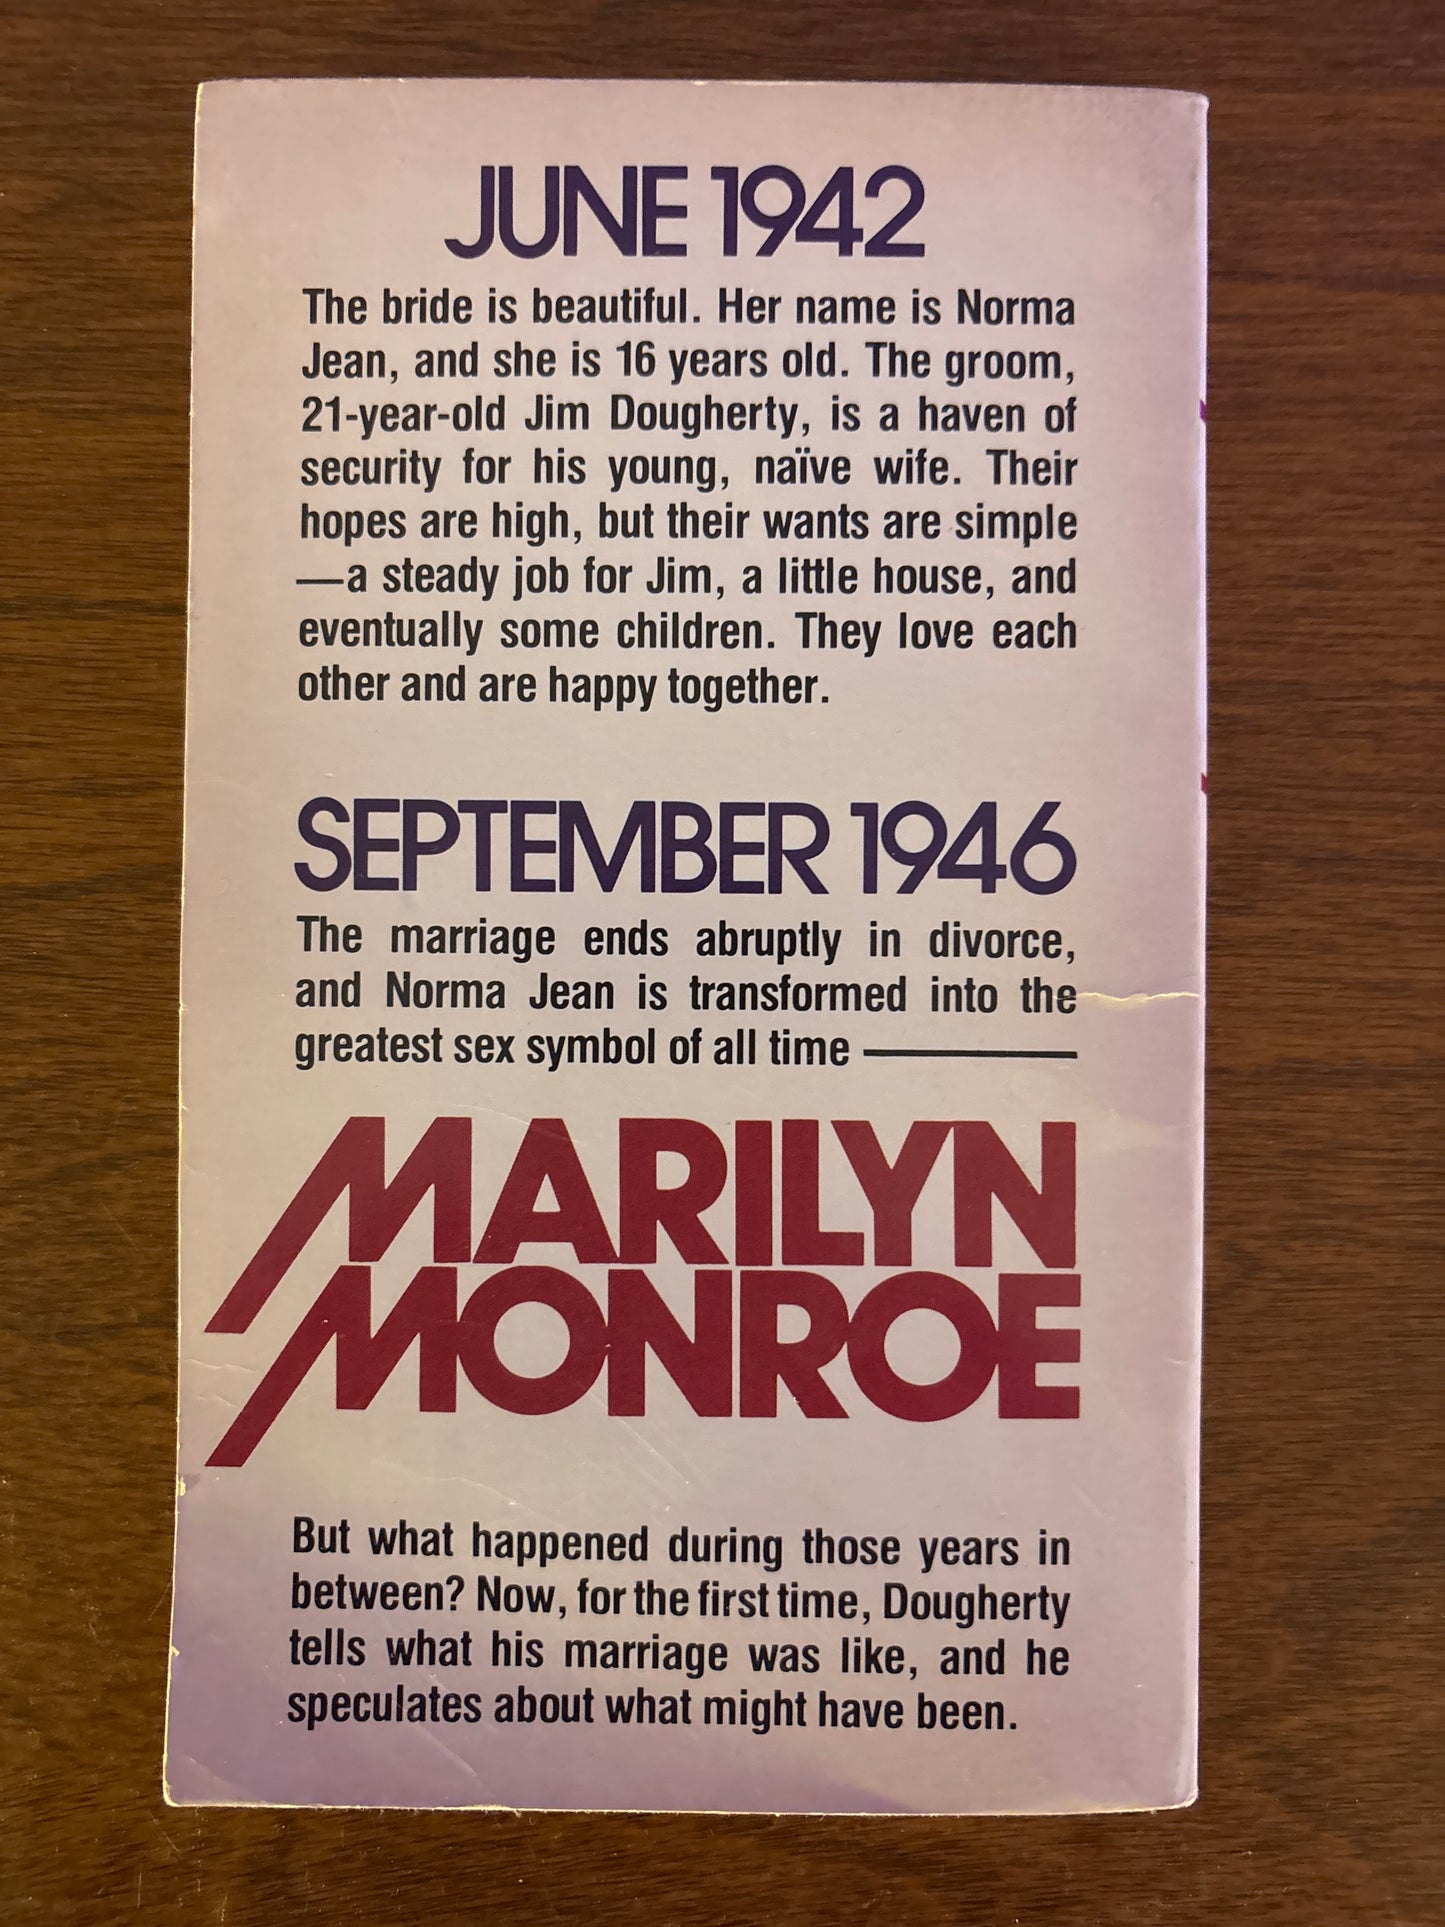 JUNE 1942
The bride is beautiful. Her name is Norma
Jean, and she is 16 years old. The groom,
21-year-old Jim Dougherty, is a haven of
security for his young, naïve wife. Their
hopes are high, but their wants are simple
—a steady job for Jim, a little house, and
eventually some children. They love each
other and are happy together.
SEPTEMBER 1946
The marriage ends abruptly in divorce,
and Norma Jean is transformed into the
greatest sex symbol of all time ———
MARILYN
MONROE
But what happened during those years in
between? Now, for the first time, Dougherty
tells what his marriage was like, and he
speculates about what might have been.